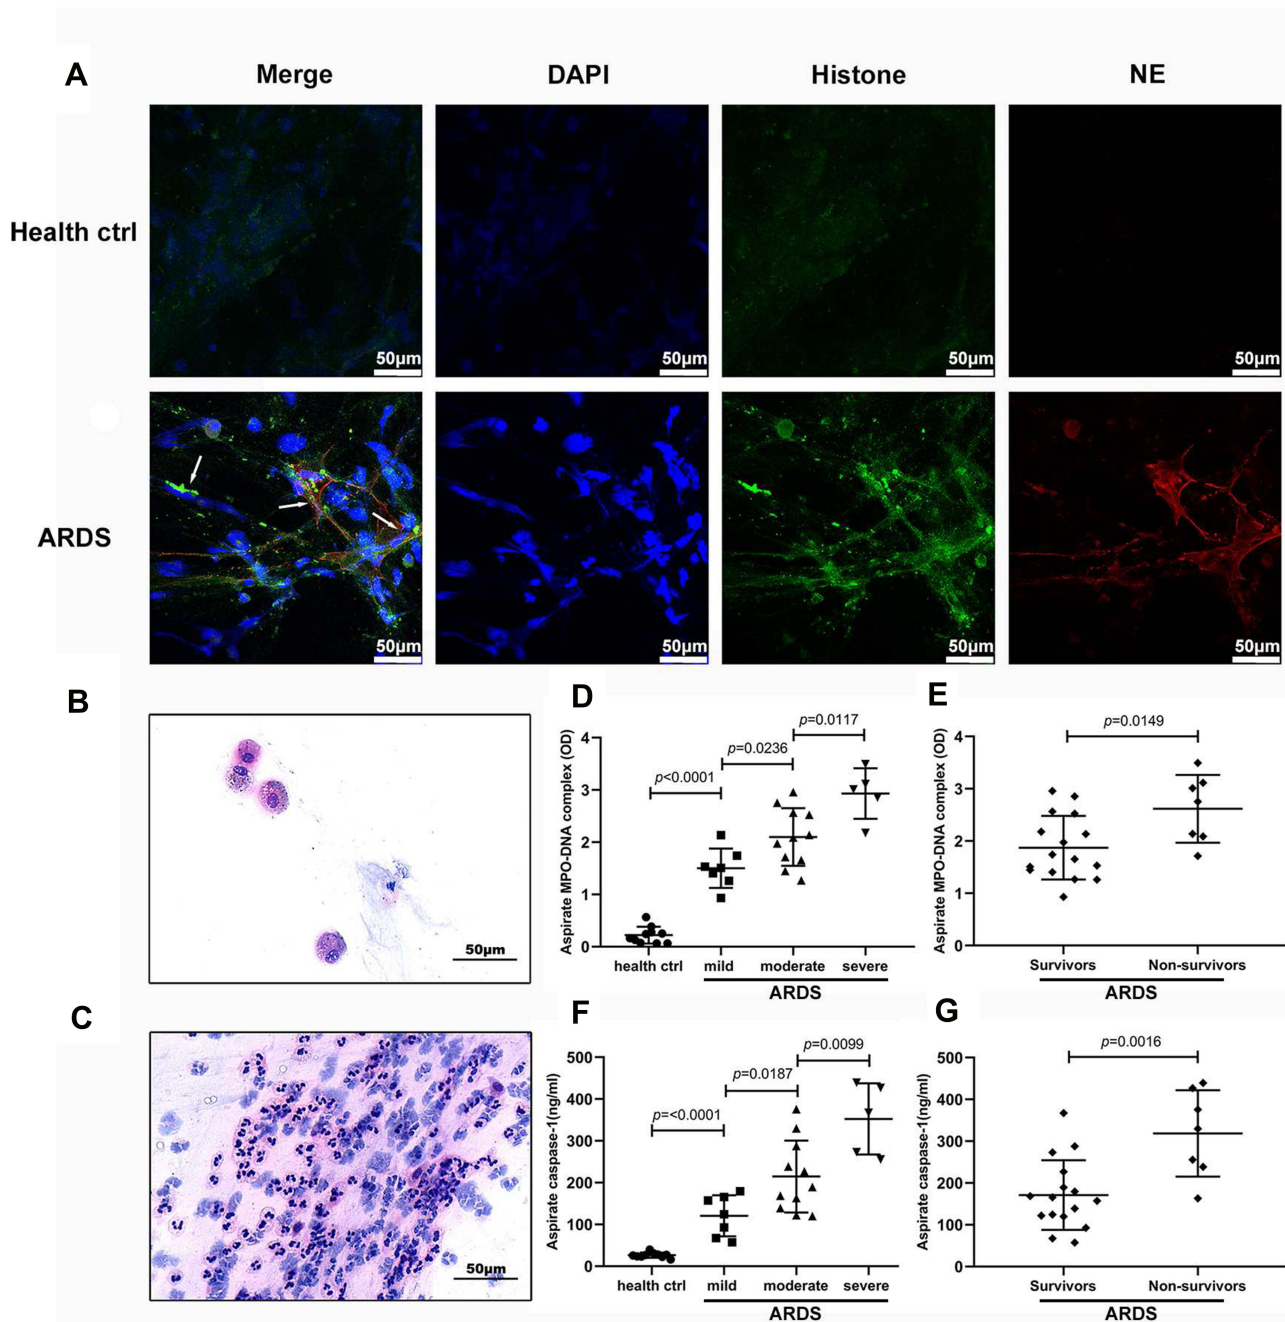 A
Merge
DAPI
Histone
NE
Health ctrl
50μm
50μm
50μm
50μm
ARDS
50μm
50μm
50μm
50μm
B
50μm
C
50μm
D
Aspirate MPO-DNA complex (OD)
4
3
2
1
0
p<0.0001
p=0.0236
p=0.0117
health ctrl
mild
moderate
severe
ARDS
E
Aspirate MPO-DNA complex (OD)
4
3
2
1
0
p=0.0149
Survivors
Non-survivors
ARDS
F
Aspirate caspase-1(ng/ml)
500
400
300
200
100
0
p=<0.0001
p=0.0187
p=0.0099
health ctrl
mild
moderate
severe
ARDS
G
Aspirate caspase-1(ng/ml)
500
400
300
200
100
0
p=0.0016
Survivors
Non-survivors
ARDS